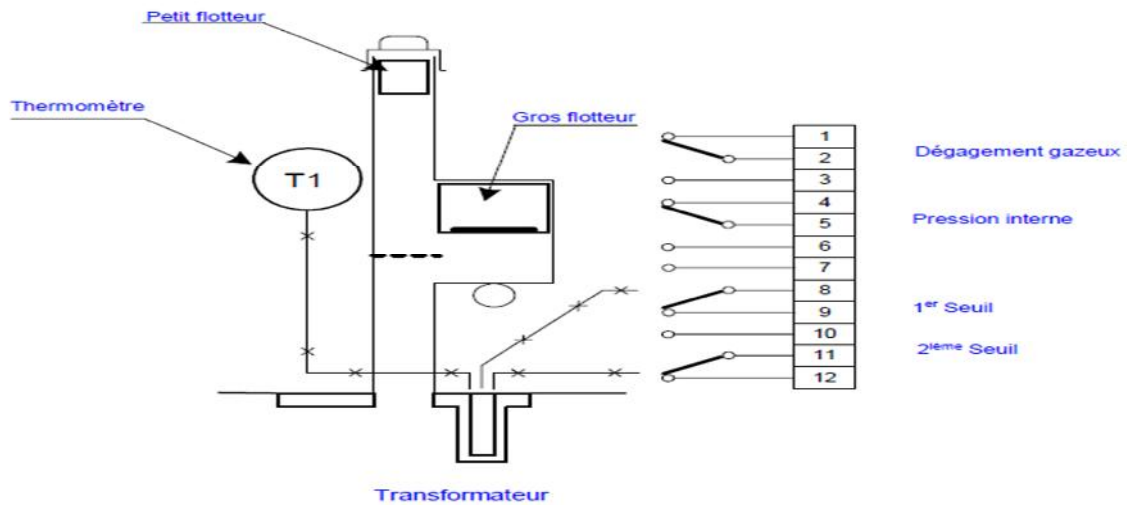 Petit flotteur
Thermomètre
Gros flotteur
T1
1
2
3
4
5
6
7
8
9
10
11
12
Dégagement gazeux
Pression interne
1er Seuil
2ième Seuil
Transformateur